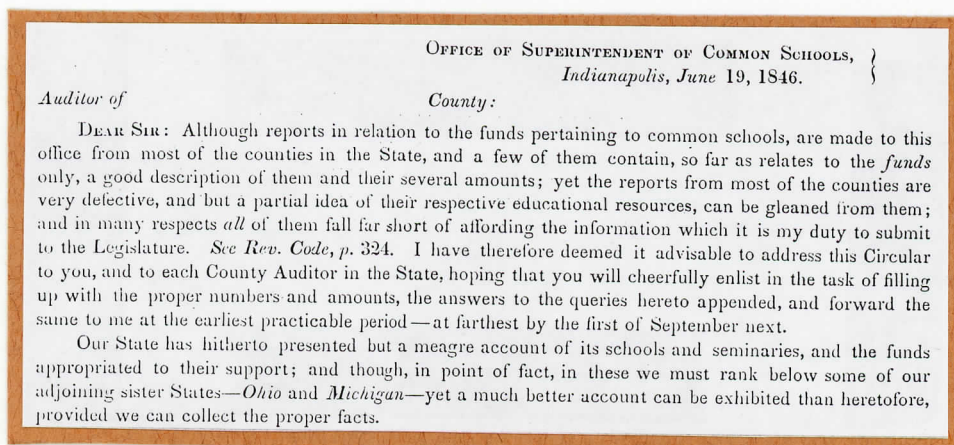 OFFICE OF SUPERINTENDENT OF COMMON SCHOOLS,
Indianapolis, June 19, 1846.
Auditor of County:
DEAR SIR: Although reports in relation to the funds pertaining to common schools, are made to this
office from most of the counties in the State, and a few of them contain, so far as relates to the funds
only, a good description of them and their several amounts; yet the reports from most of the counties are
very defective, and but a partial idea of their respective educational resources, can be gleaned from them;
and in many respects all of them fall far short of affording the information which it is my duty to submit
to the Legislature. See Rev. Code, p. 324. I have therefore deemed it advisable to address this Circular
to you, and to each County Auditor in the State, hoping that you will cheerfully enlist in the task of filling
up with the proper numbers and amounts, the answers to the queries hereto appended, and forward the
same to me at the earliest practicable period—at farthest by the first of September next.
Our State has hitherto presented but a meagre account of its schools and seminaries, and the funds
appropriated to their support; and though, in point of fact, in these we must rank below some of our
adjoining sister States—Ohio and Michigan—yet a much better account can be exhibited than heretofore,
provided we can collect the proper facts.